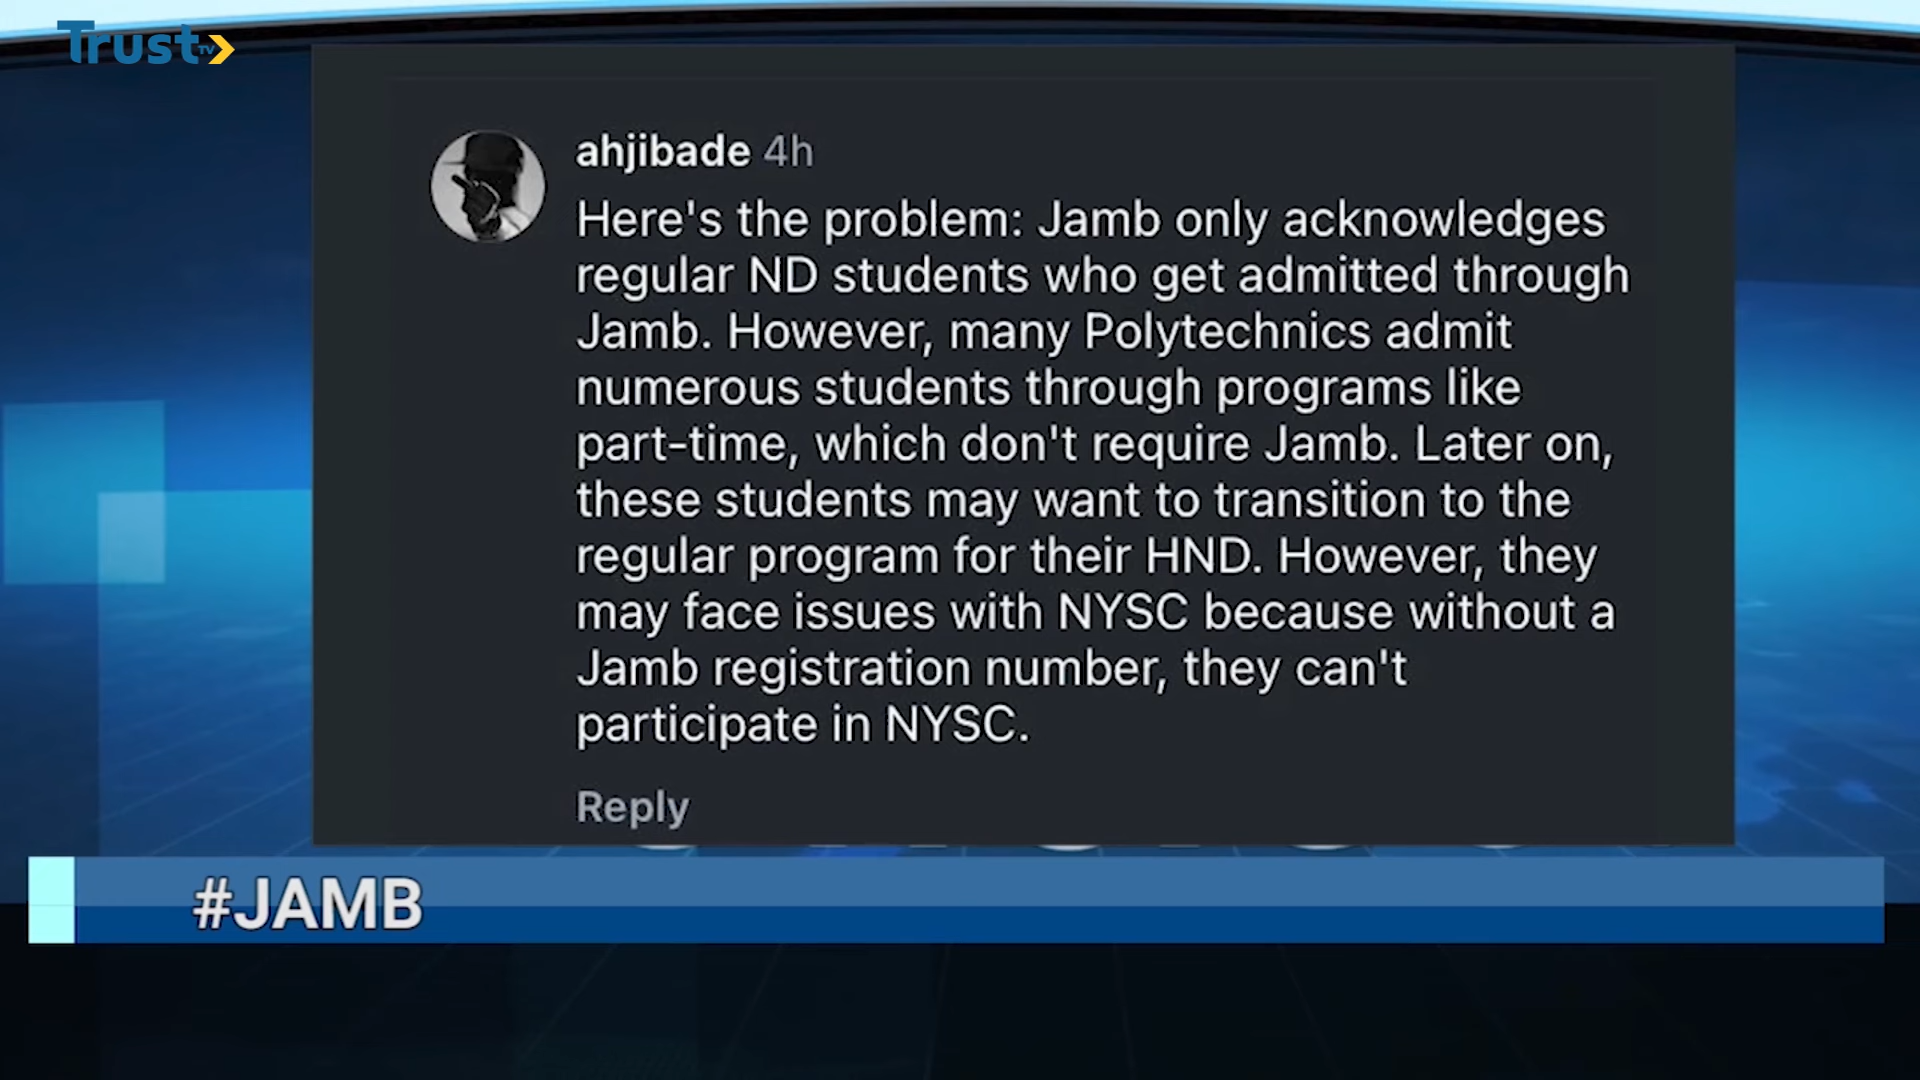 Trust TV
ahjibade 4h
Here's the problem: Jamb only acknowledges
regular ND students who get admitted through
Jamb. However, many Polytechnics admit
numerous students through programs like
part-time, which don't require Jamb. Later on,
these students may want to transition to the
regular program for their HND. However, they
may face issues with NYSC because without a
Jamb registration number, they can't
participate in NYSC.
Reply
#JAMB